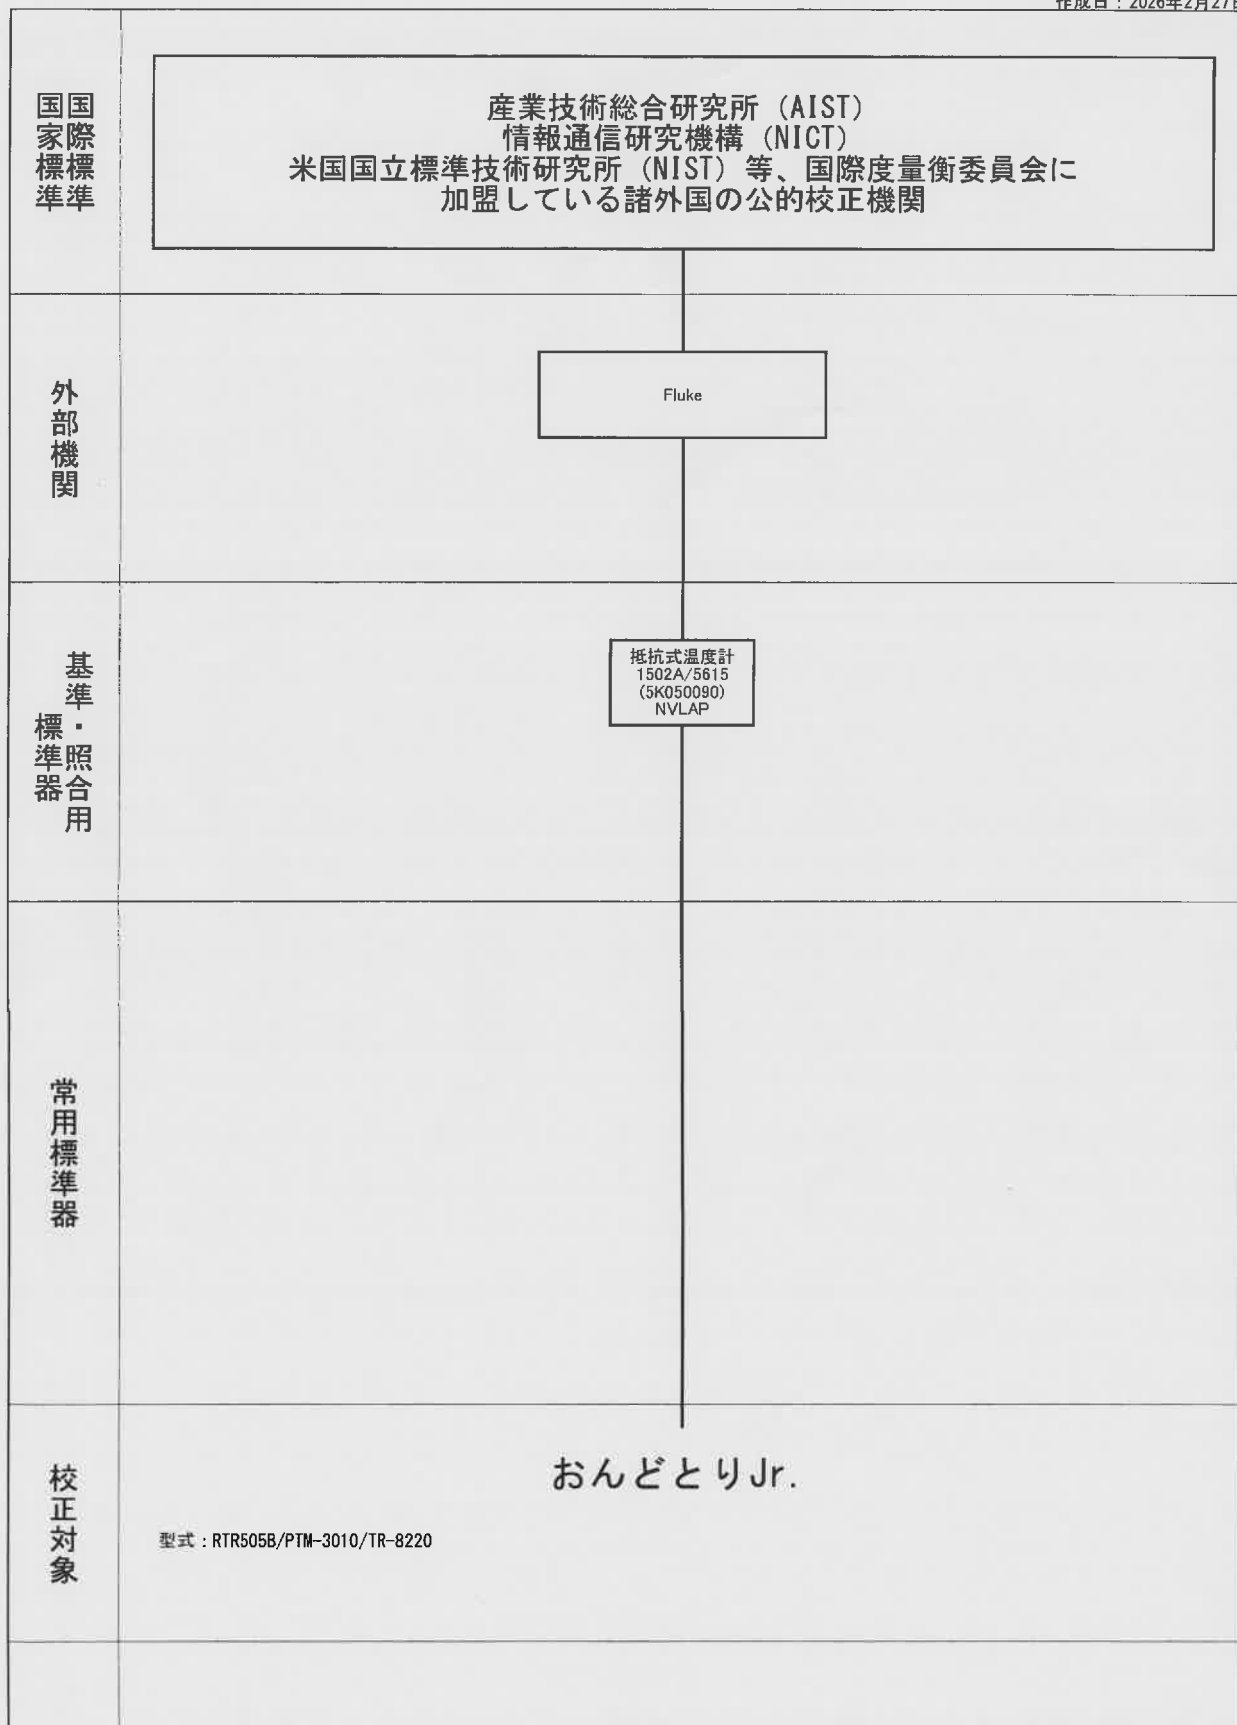 作成日：2026年2月27日
国際標準
国家標準
産業技術総合研究所（AIST）
情報通信研究機構（NICT）
米国国立標準技術研究所（NIST）等、国際度量衡委員会に
加盟している諸外国の公的校正機関
外部機関
Fluke
基準・照合用
標準器
抵抗式温度計
1502A/5615
(5K050090)
NVLAP
常用標準器
校正対象
おんどとりJr.
型式：RTR505B/PTM-3010/TR-8220